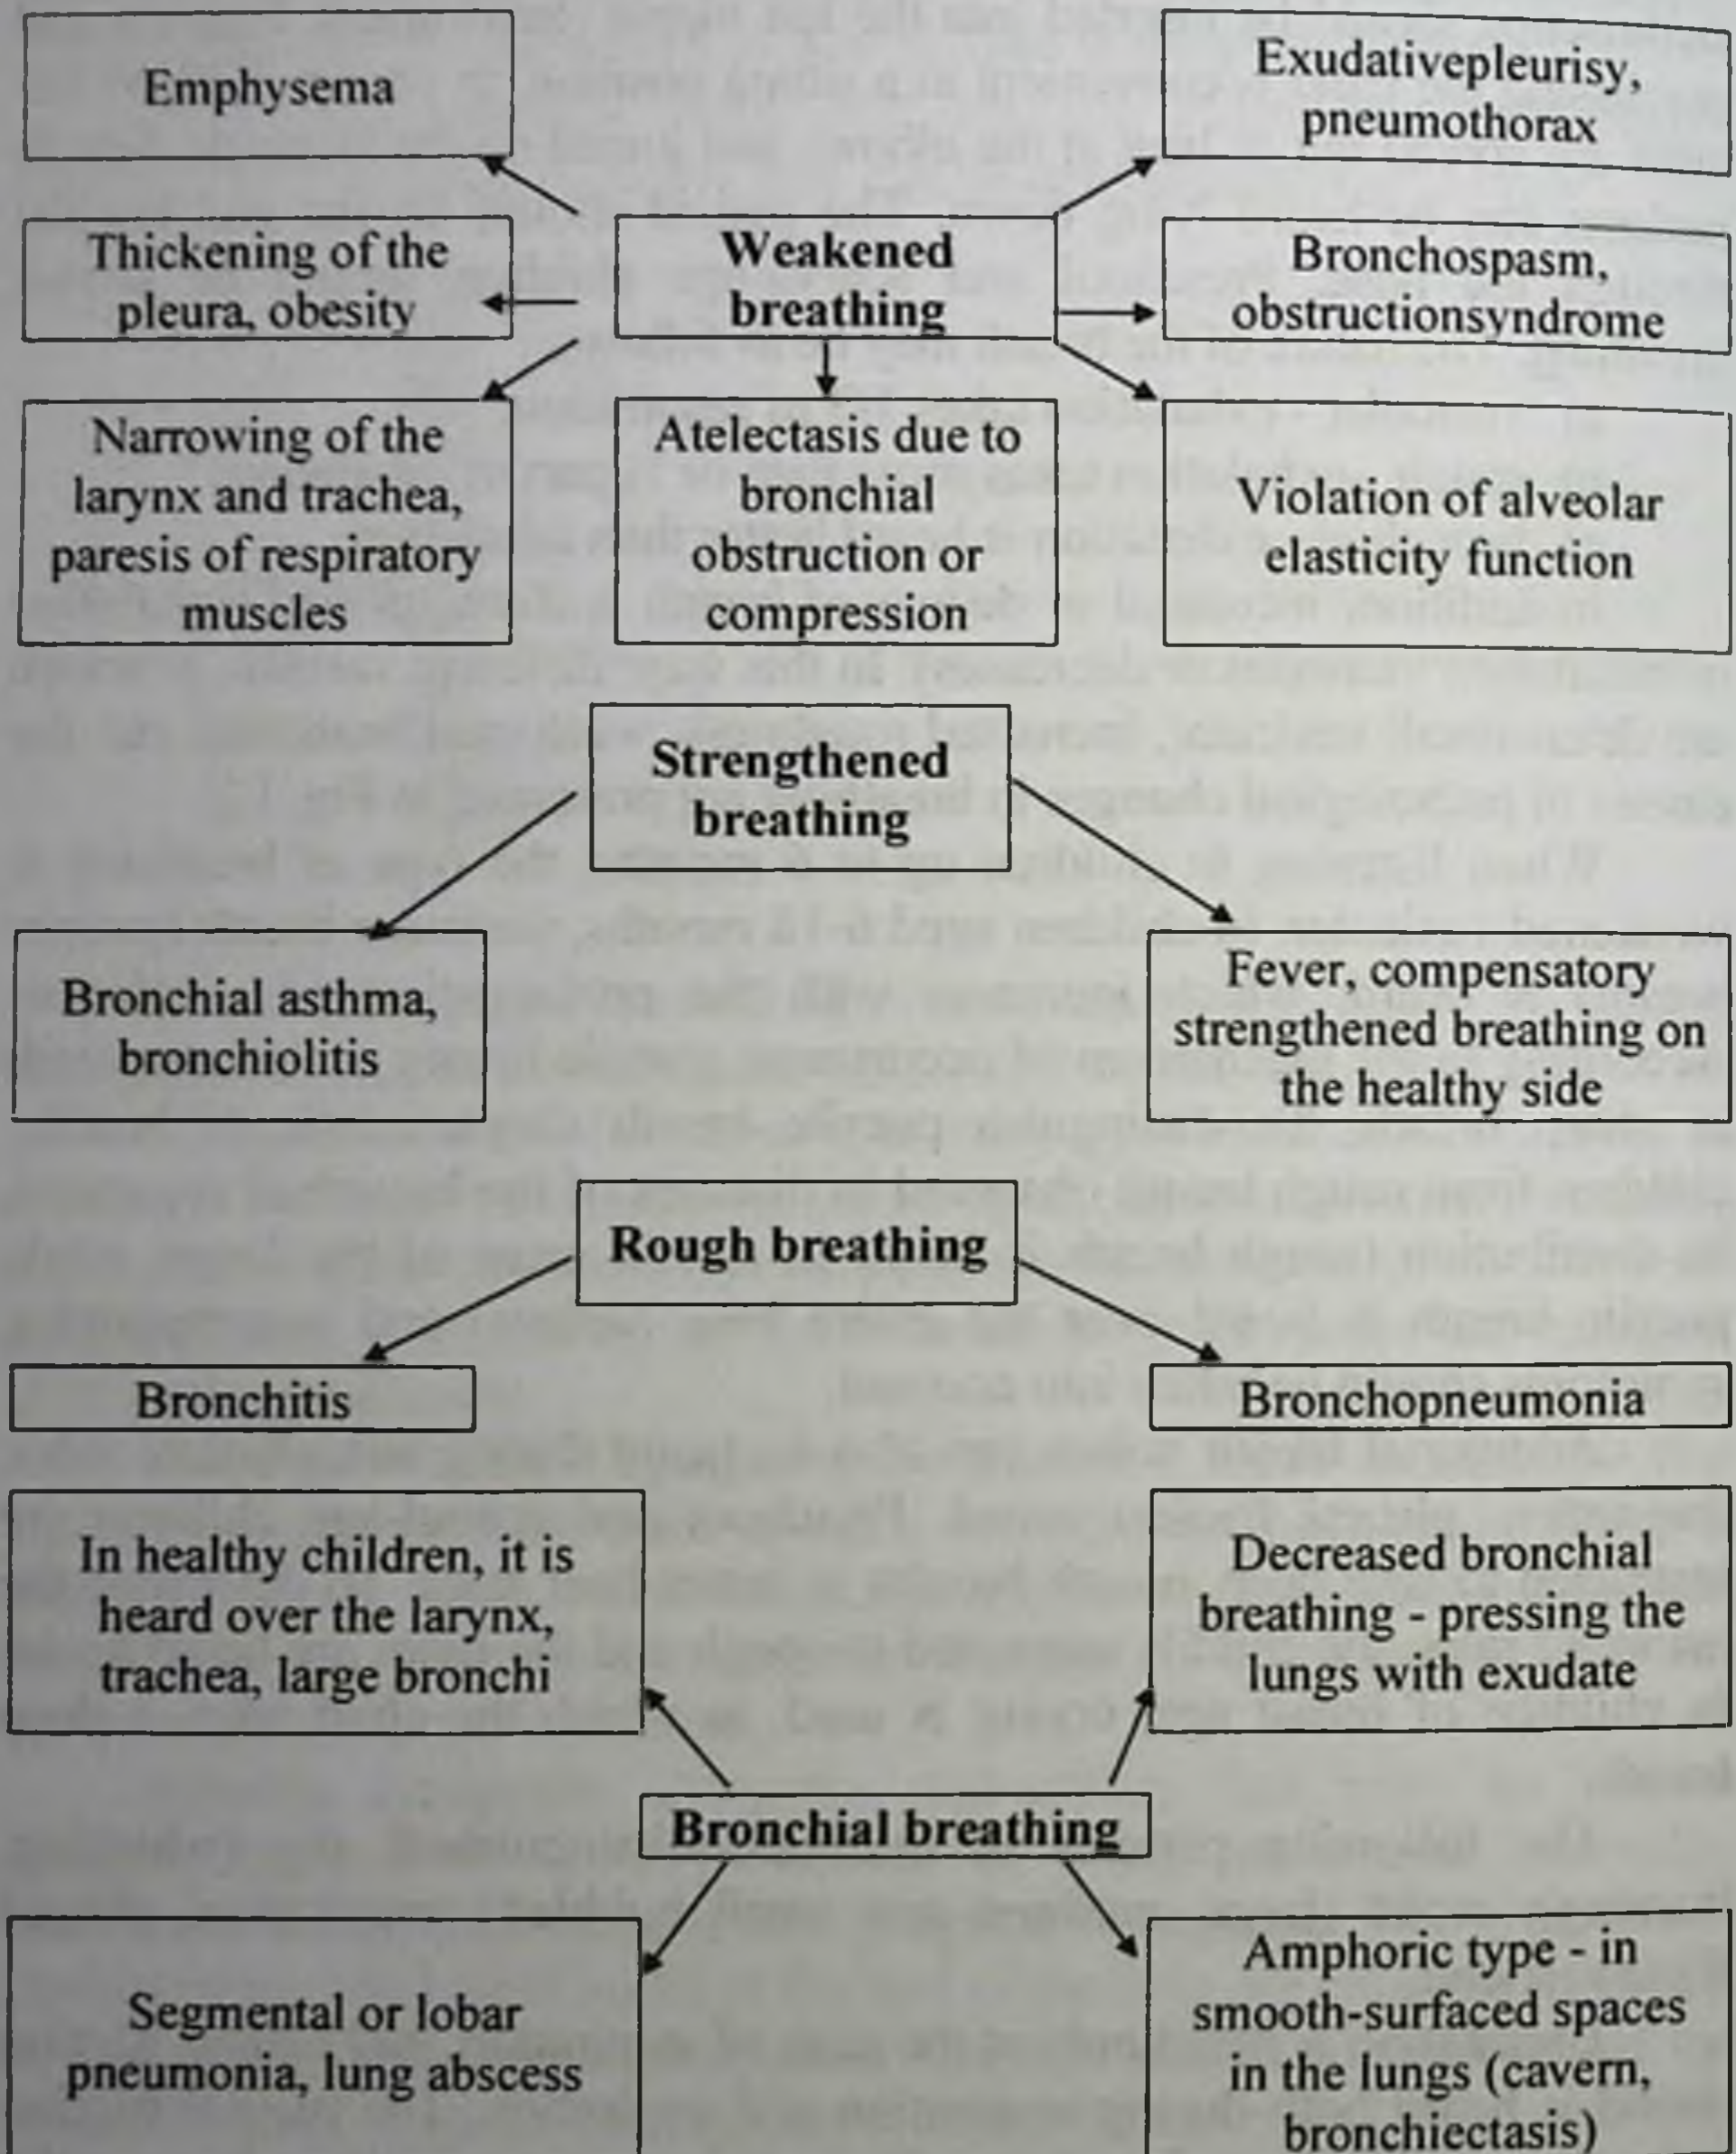 Emphysema
Exudativepleurisy,
pneumothorax
Thickening of the
pleura, obesity
Weakened
breathing
Bronchospasm,
obstructionsyndrome
Narrowing of the
larynx and trachea,
paresis of respiratory
muscles
Atelectasis due to
bronchial
obstruction or
compression
Violation of alveolar
elasticity function
Strengthened
breathing
Bronchial asthma,
bronchiolitis
Fever, compensatory
strengthened breathing on
the healthy side
Rough breathing
Bronchitis
Bronchopneumonia
In healthy children, it is
heard over the larynx,
trachea, large bronchi
Decreased bronchial
breathing - pressing the
lungs with exudate
Bronchial breathing
Segmental or lobar
pneumonia, lung abscess
Amphoric type - in
smooth-surfaced spaces
in the lungs (cavern,
bronchiectasis)